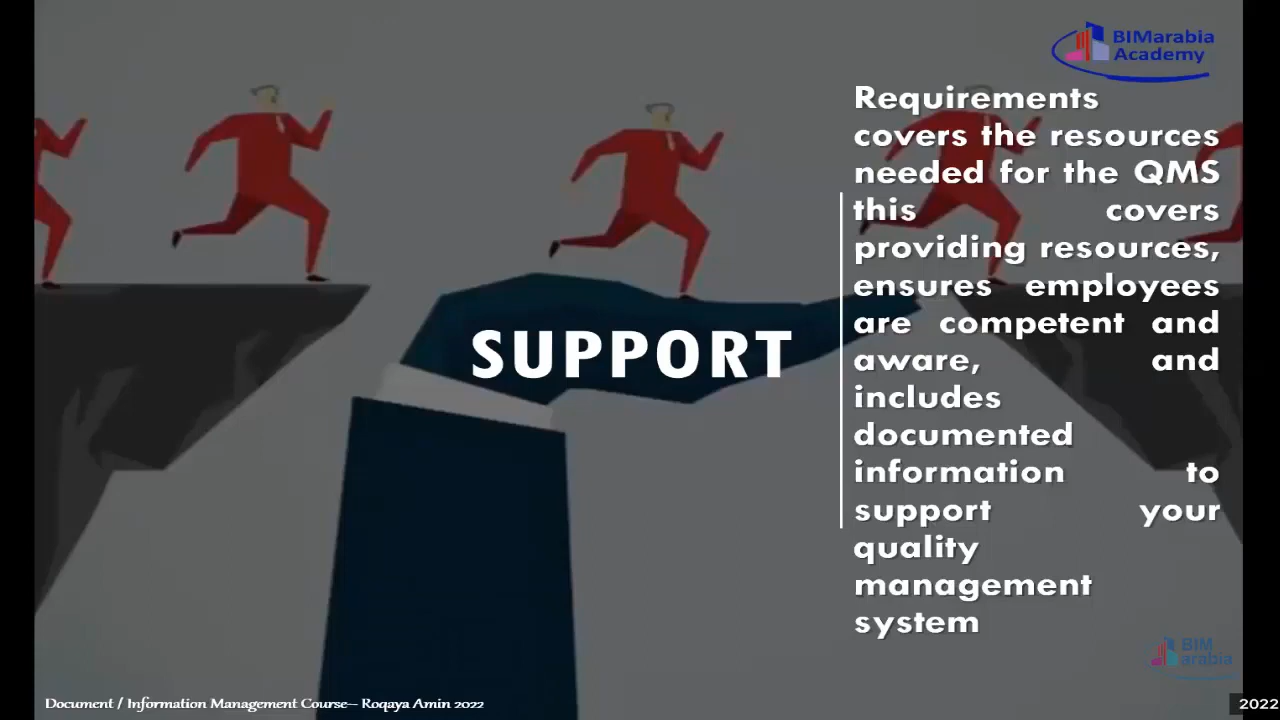 BIMarabia
Academy
Requirements
covers the resources
needed for the QMS
this covers
providing resources,
ensures employees
are competent and
aware, and
includes
documented
information to
support your
quality
management
system
SUPPORT
BIM
arabia
Document / Information Management Course-- Roqaya Amin 2022
2022